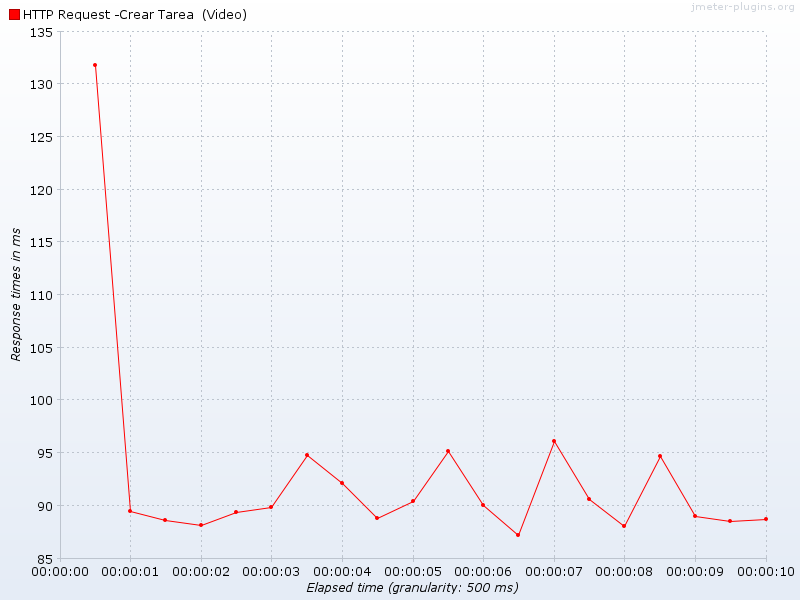 jmeter-plugins.org
HTTP Request -Crear Tarea (Video)
135
130
125
120
115
110
105
100
95
90
85
Response times in ms
00:00:00 00:00:01 00:00:02 00:00:03 00:00:04 00:00:05 00:00:06 00:00:07 00:00:08 00:00:09 00:00:10
Elapsed time (granularity: 500 ms)